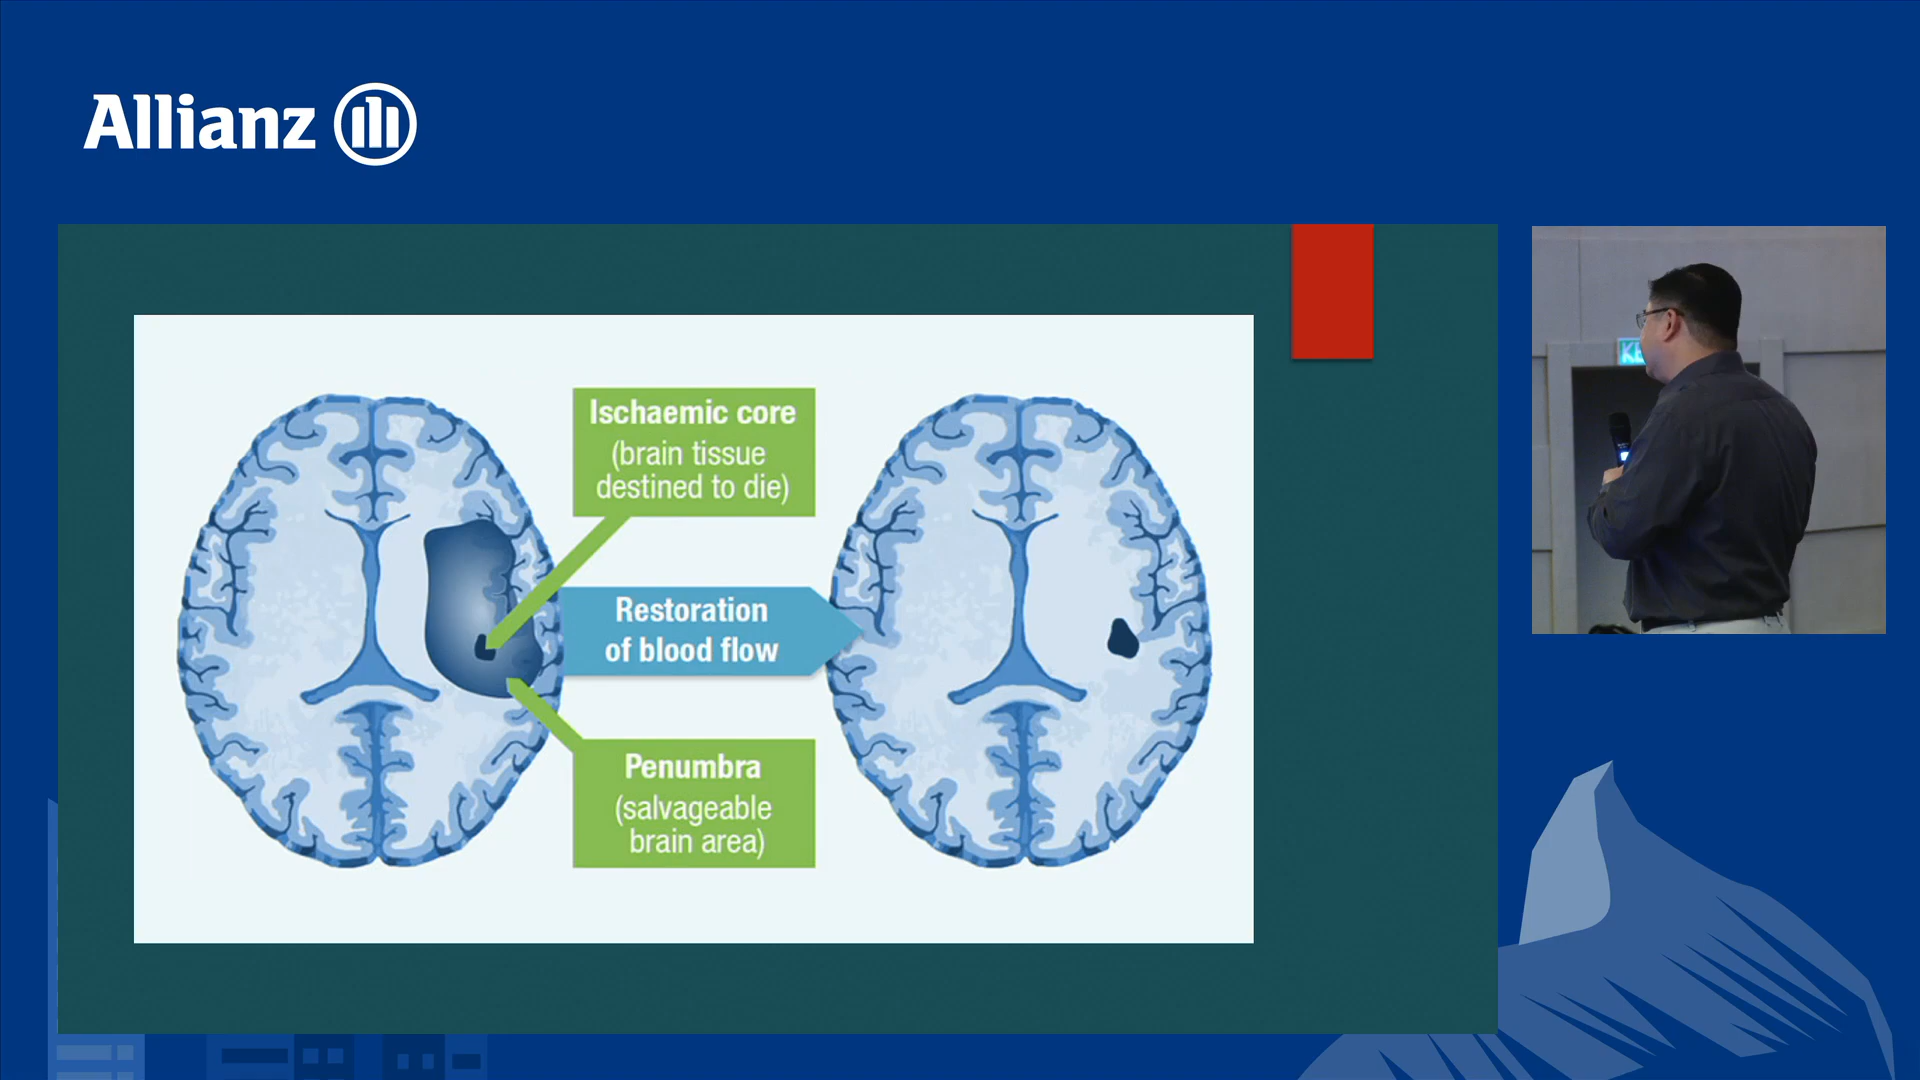 Allianz
Ischaemic core
(brain tissue
destined to die)
Restoration
of blood flow
Penumbra
(salvageable
brain area)